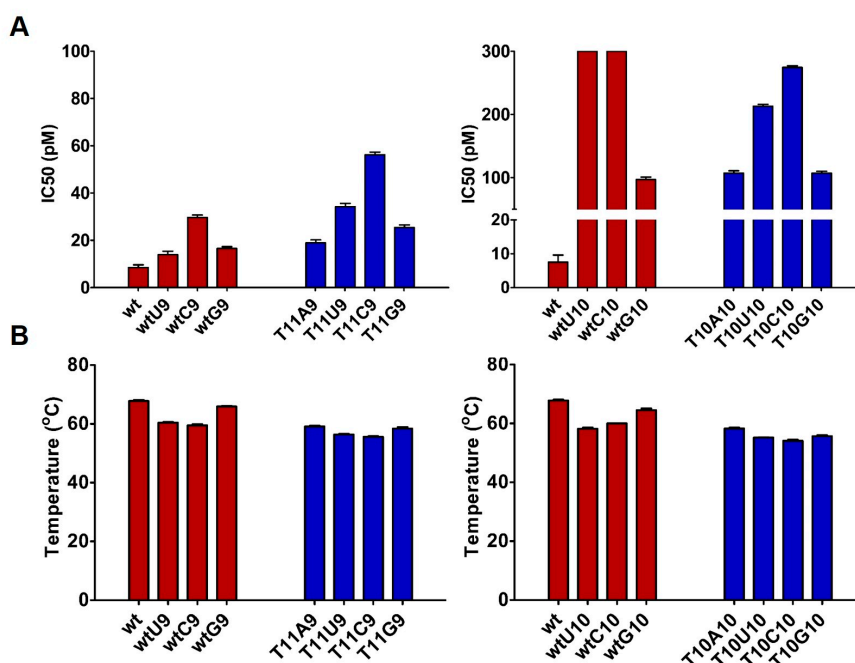 A
IC50 (pM)
100
80
60
40
20
0
wt
wtU9
wtC9
wtG9
T11A9
T11U9
T11C9
T11G9
IC50 (pM)
300
200
100
20
10
0
wt
wtU10
wtC10
wtG10
T10A10
T10U10
T10C10
T10G10
B
Temperature (°C)
80
60
40
20
0
wt
wtU9
wtC9
wtG9
T11A9
T11U9
T11C9
T11G9
Temperature (°C)
80
60
40
20
0
wt
wtU10
wtC10
wtG10
T10A10
T10U10
T10C10
T10G10